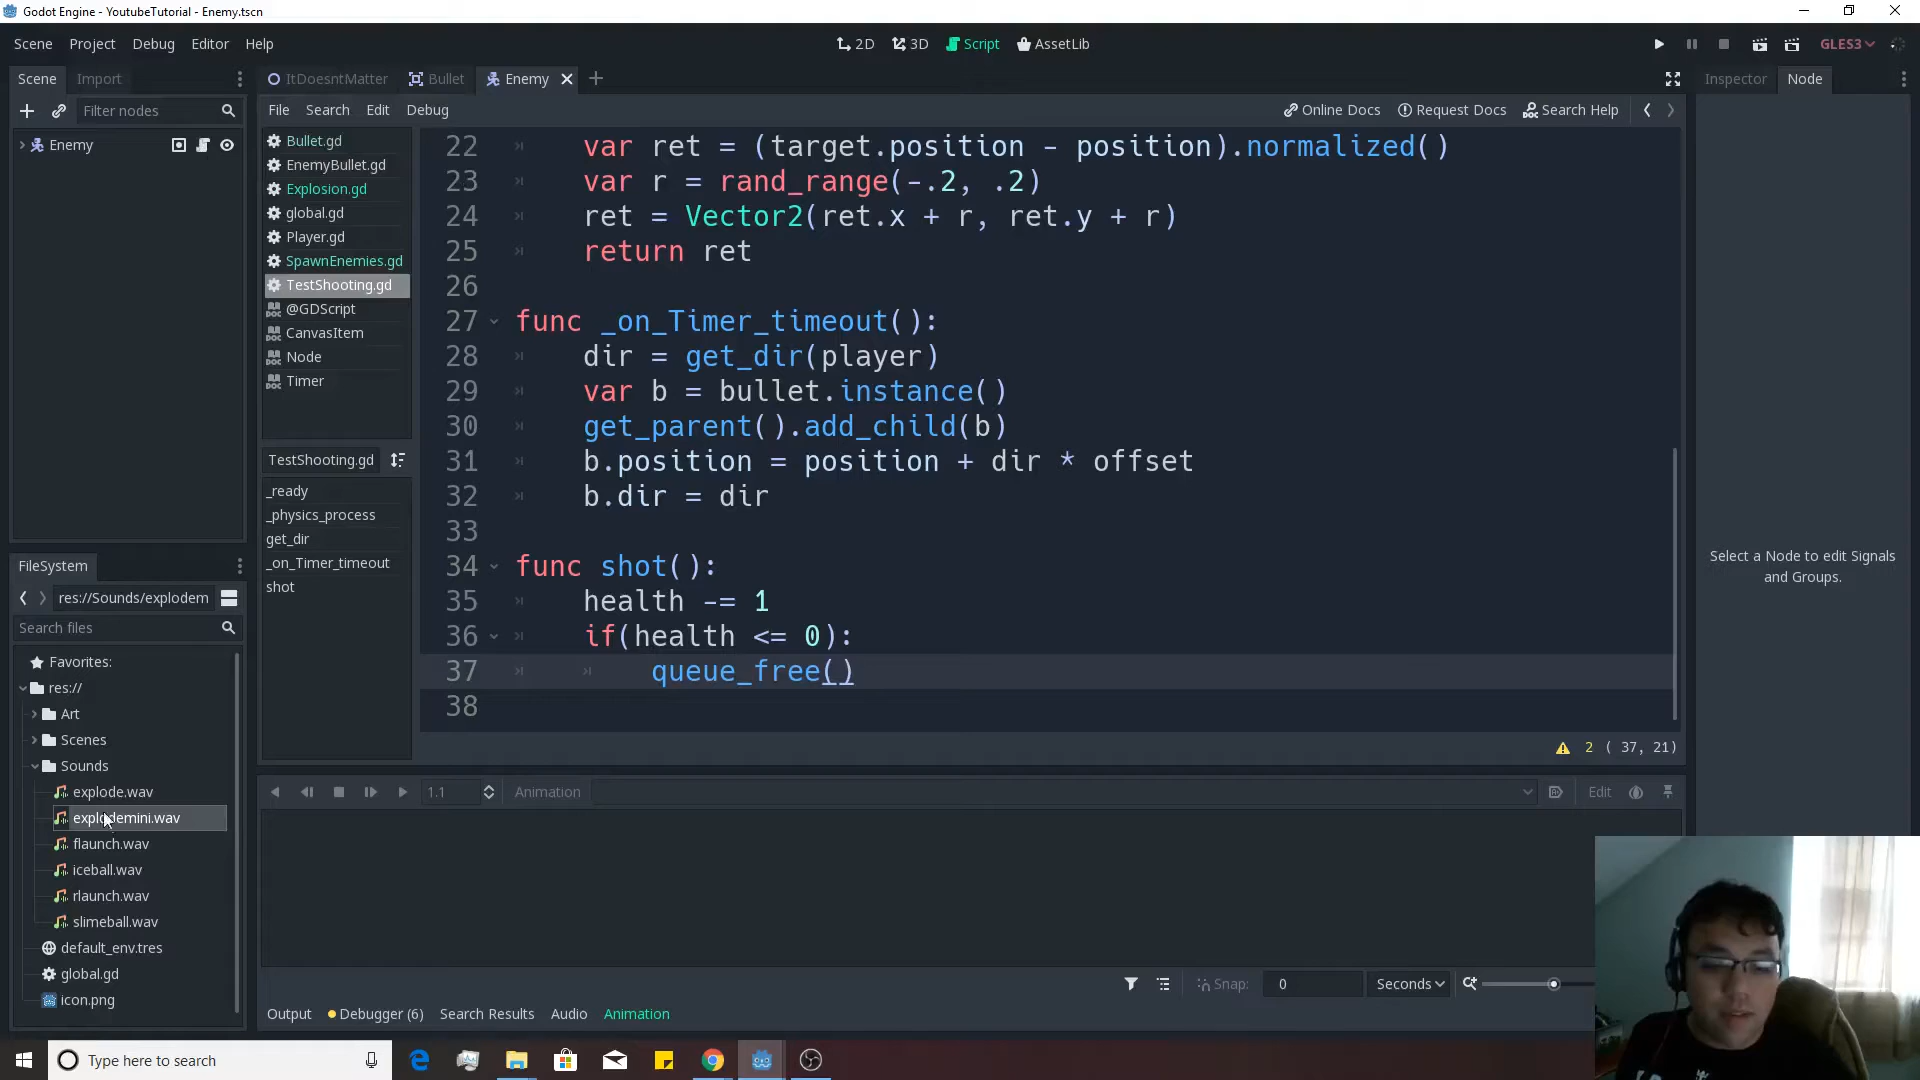 Godot Engine - YoutubeTutorial - Enemy.tscn
Scene Project Debug Editor Help
2D 3D Script AssetLib
GLES3
Scene Import
ItDoesntMatter Bullet Enemy
Inspector Node
Filter nodes
File Search Edit Debug
Online Docs Request Docs Search Help
Enemy
Bullet.gd
EnemyBullet.gd
Explosion.gd
global.gd
Player.gd
SpawnEnemies.gd
TestShooting.gd
@GDScript
CanvasItem
Node
Timer
TestShooting.gd
_ready
_physics_process
get_dir
_on_Timer_timeout
shot
22 var ret = (target.position - position).normalized()
23 var r = rand_range(-.2, .2)
24 ret = Vector2(ret.x + r, ret.y + r)
25 return ret
26
27 func _on_Timer_timeout():
28 dir = get_dir(player)
29 var b = bullet.instance()
30 get_parent().add_child(b)
31 b.position = position + dir * offset
32 b.dir = dir
33
34 func shot():
35 health -= 1
36 if(health <= 0):
37 queue_free()
38
2 ( 37, 21)
Select a Node to edit Signals
and Groups.
FileSystem
res://Sounds/explodem
Search files
Favorites:
res://
Art
Scenes
Sounds
explode.wav
explodemini.wav
flaunch.wav
iceball.wav
rlaunch.wav
slimeball.wav
default_env.tres
global.gd
icon.png
1.1 Animation Edit
Snap: 0 Seconds
Output Debugger (6) Search Results Audio Animation
Type here to search